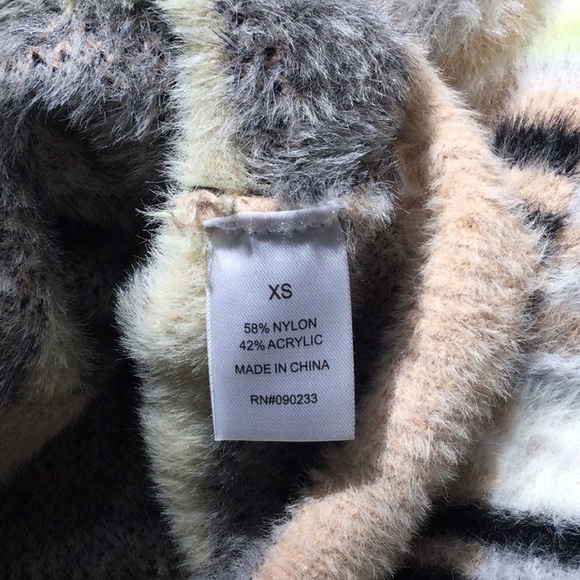 XS
58% NYLON
42% ACRYLIC
MADE IN CHINA
RN#090233